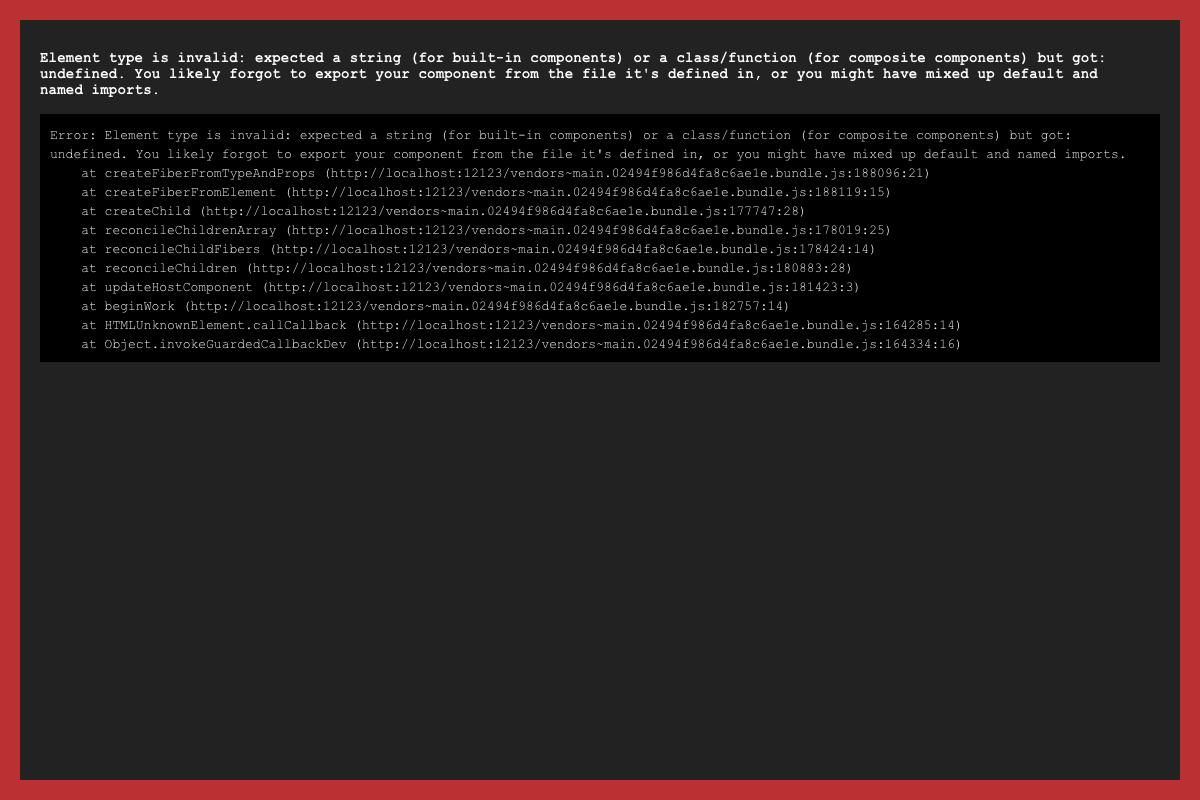 Element type is invalid: expected a string (for built-in components) or a class/function (for composite components) but got:
undefined. You likely forgot to export your component from the file it's defined in, or you might have mixed up default and
named imports.
Error: Element type is invalid: expected a string (for built-in components) or a class/function (for composite components) but got:
undefined. You likely forgot to export your component from the file it's defined in, or you might have mixed up default and named imports.
    at createFiberFromTypeAndProps (http://localhost:12123/vendors~main.02494f986d4fa8c6ae1e.bundle.js:188096:21)
    at createFiberFromElement (http://localhost:12123/vendors~main.02494f986d4fa8c6ae1e.bundle.js:188119:15)
    at createChild (http://localhost:12123/vendors~main.02494f986d4fa8c6ae1e.bundle.js:177747:28)
    at reconcileChildrenArray (http://localhost:12123/vendors~main.02494f986d4fa8c6ae1e.bundle.js:178019:25)
    at reconcileChildFibers (http://localhost:12123/vendors~main.02494f986d4fa8c6ae1e.bundle.js:178424:14)
    at reconcileChildren (http://localhost:12123/vendors~main.02494f986d4fa8c6ae1e.bundle.js:180883:28)
    at updateHostComponent (http://localhost:12123/vendors~main.02494f986d4fa8c6ae1e.bundle.js:181423:3)
    at beginWork (http://localhost:12123/vendors~main.02494f986d4fa8c6ae1e.bundle.js:182757:14)
    at HTMLUnknownElement.callCallback (http://localhost:12123/vendors~main.02494f986d4fa8c6ae1e.bundle.js:164285:14)
    at Object.invokeGuardedCallbackDev (http://localhost:12123/vendors~main.02494f986d4fa8c6ae1e.bundle.js:164334:16)